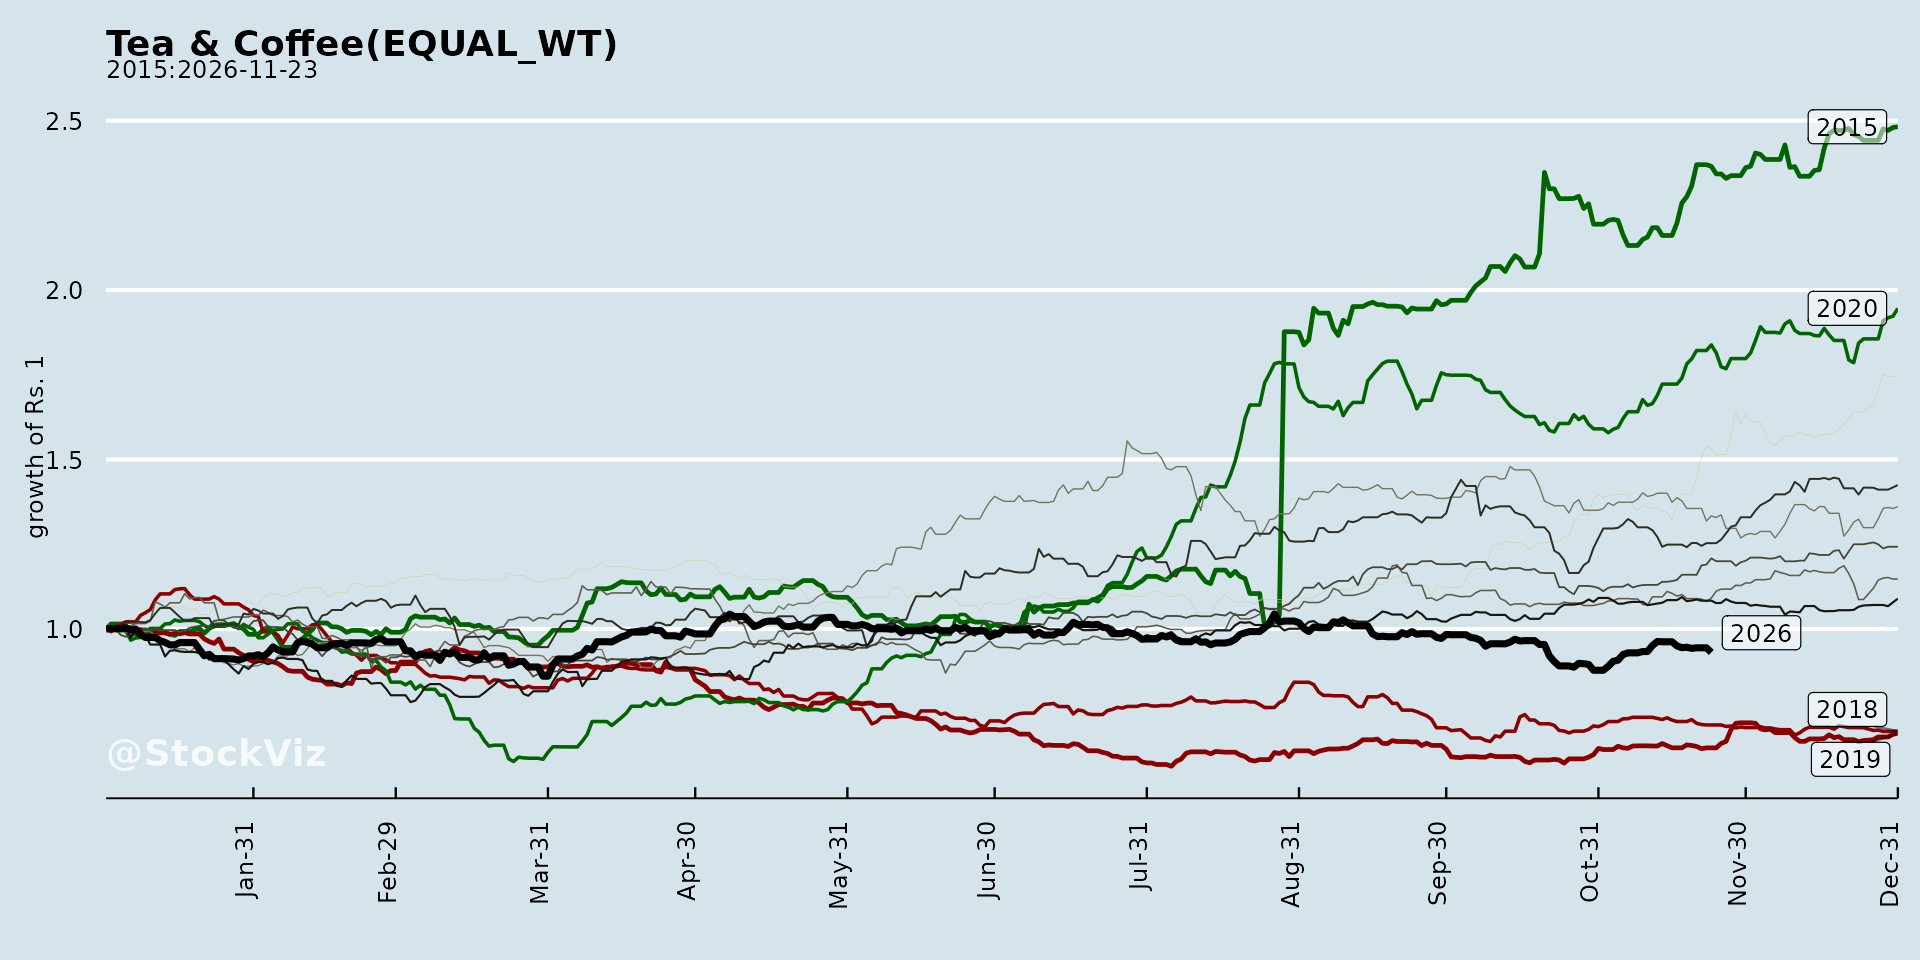 Tea & Coffee(EQUAL_WT)
2015:2026-11-23
growth of Rs. 1
2.5
2.0
1.5
1.0
2015
2020
2026
2018
2019
@StockViz
Jan-31
Feb-29
Mar-31
Apr-30
May-31
Jun-30
Jul-31
Aug-31
Sep-30
Oct-31
Nov-30
Dec-31